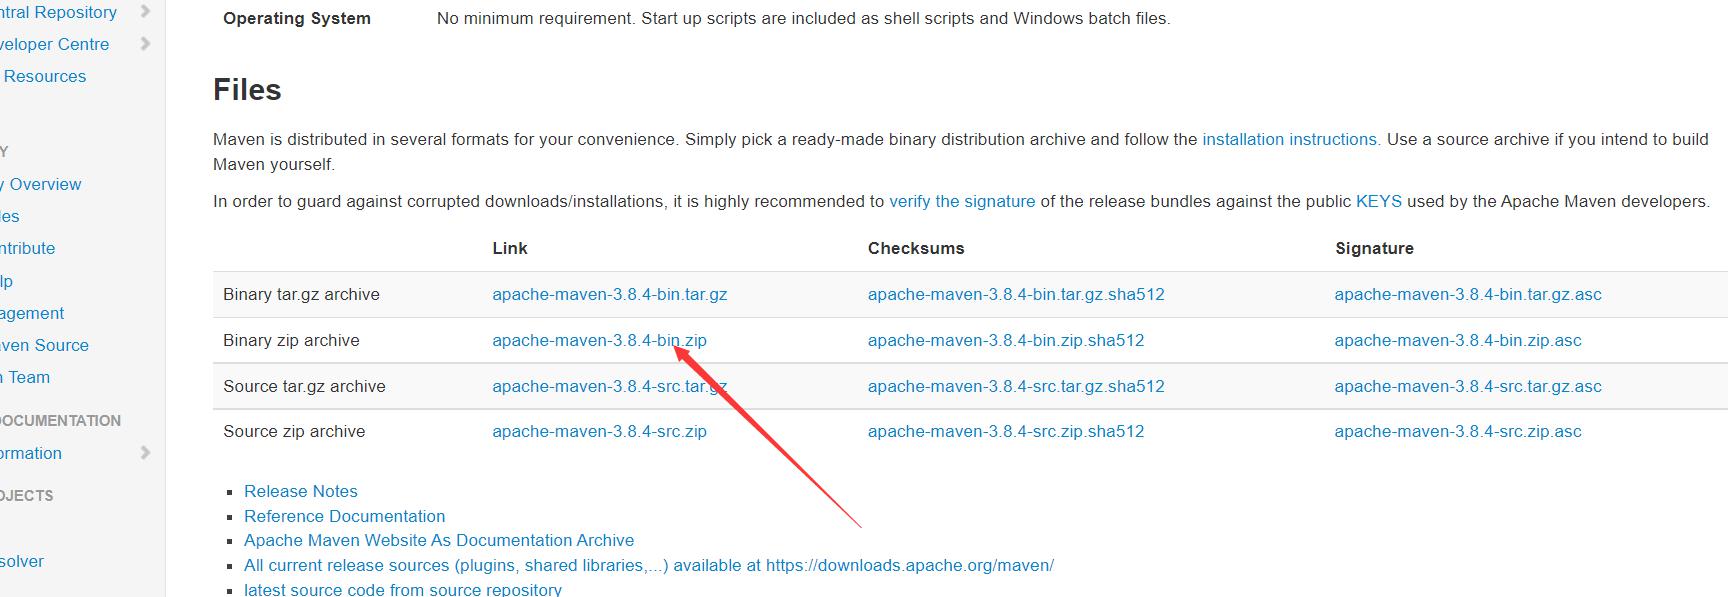 ntral Repository
veloper Centre
Resources
Y
y Overview
les
ntribute
lp
agement
ven Source
n Team
DOCUMENTATION
ormation
OJECTS
solver
Operating System No minimum requirement. Start up scripts are included as shell scripts and Windows batch files.
Files
Maven is distributed in several formats for your convenience. Simply pick a ready-made binary distribution archive and follow the installation instructions. Use a source archive if you intend to build
Maven yourself.
In order to guard against corrupted downloads/installations, it is highly recommended to verify the signature of the release bundles against the public KEYS used by the Apache Maven developers.
Link Checksums Signature
Binary tar.gz archive apache-maven-3.8.4-bin.tar.gz apache-maven-3.8.4-bin.tar.gz.sha512 apache-maven-3.8.4-bin.tar.gz.asc
Binary zip archive apache-maven-3.8.4-bin.zip apache-maven-3.8.4-bin.zip.sha512 apache-maven-3.8.4-bin.zip.asc
Source tar.gz archive apache-maven-3.8.4-src.tar.gz apache-maven-3.8.4-src.tar.gz.sha512 apache-maven-3.8.4-src.tar.gz.asc
Source zip archive apache-maven-3.8.4-src.zip apache-maven-3.8.4-src.zip.sha512 apache-maven-3.8.4-src.zip.asc
Release Notes
Reference Documentation
Apache Maven Website As Documentation Archive
All current release sources (plugins, shared libraries,...) available at https://downloads.apache.org/maven/
latest source code from source repository